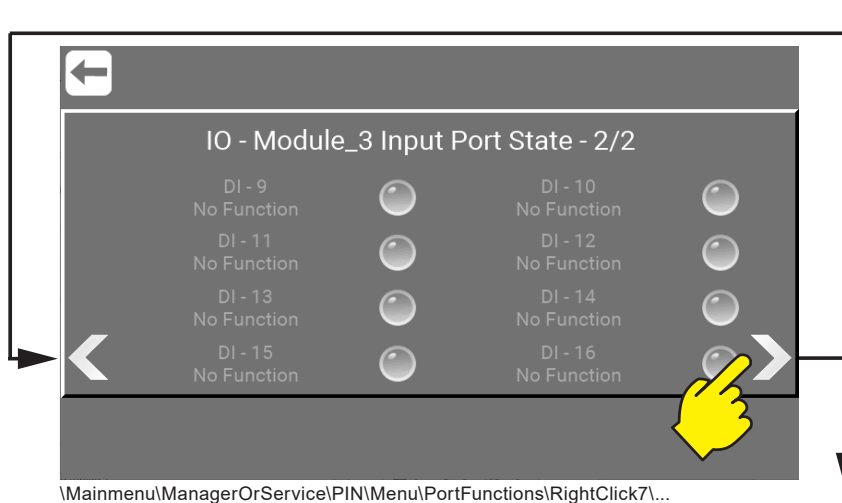 IO - Module_3 Input Port State - 2/2
DI - 9
No Function
DI - 10
No Function
DI - 11
No Function
DI - 12
No Function
DI - 13
No Function
DI - 14
No Function
DI - 15
No Function
DI - 16
No Function
\Mainmenu\ManagerOrService\PIN\Menu\PortFunctions\RightClick7\...